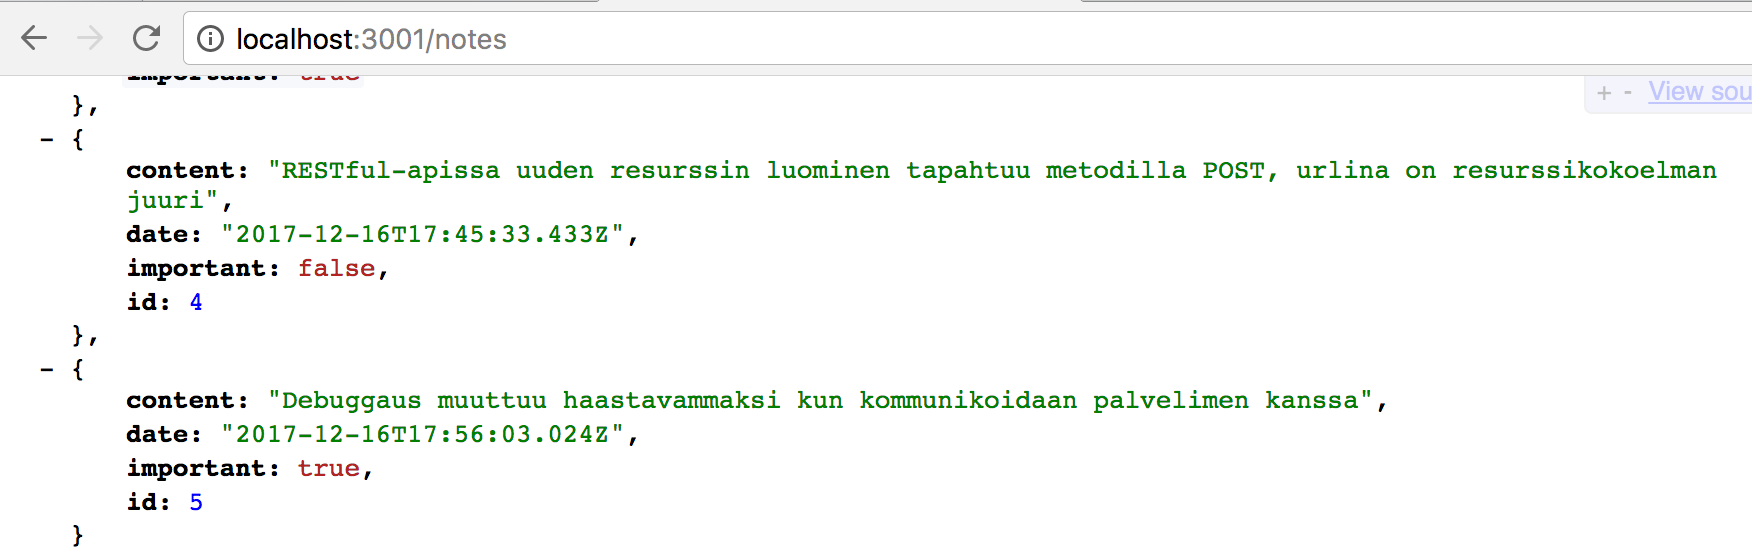 localhost:3001/notes
important: true
},
+ - View sou
- {
content: "RESTful-apissa uuden resurssin luominen tapahtuu metodilla POST, urlina on resurssikokoelman
juuri",
date: "2017-12-16T17:45:33.433Z",
important: false,
id: 4
},
- {
content: "Debuggaus muuttuu haastavammaksi kun kommunikoidaan palvelimen kanssa",
date: "2017-12-16T17:56:03.024Z",
important: true,
id: 5
}